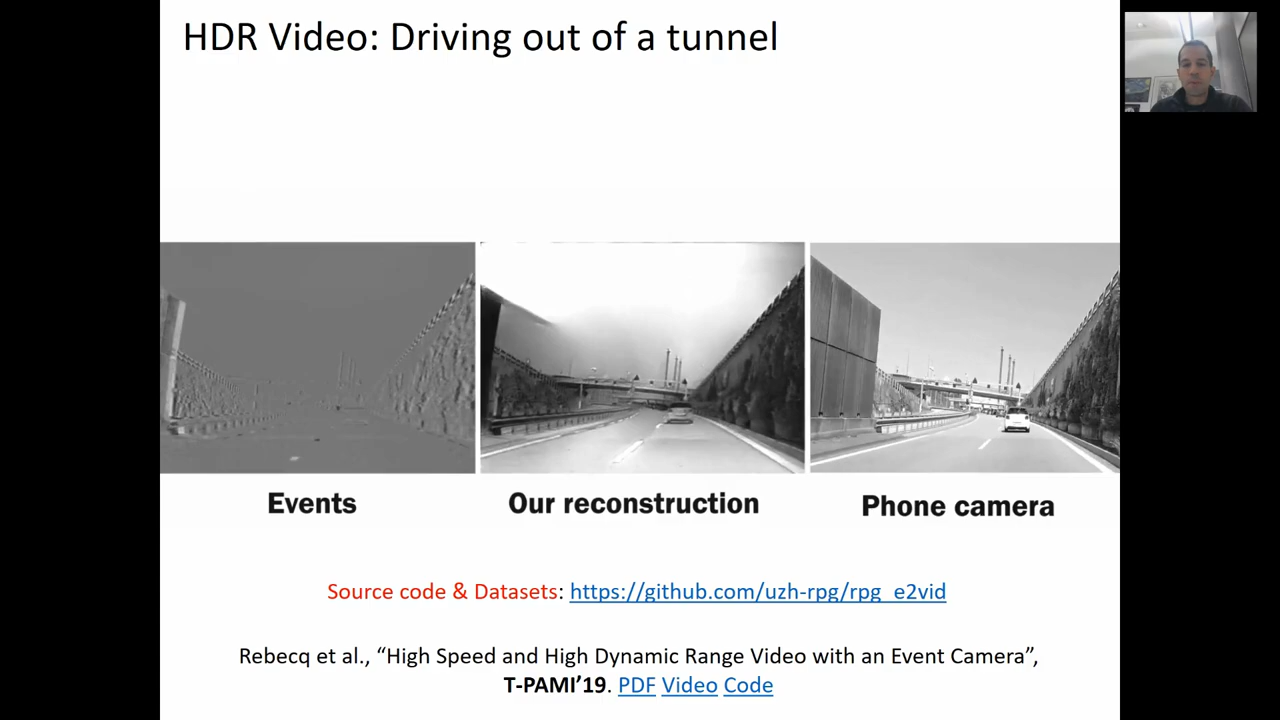 HDR Video: Driving out of a tunnel
Events
Our reconstruction
Phone camera
Source code & Datasets: https://github.com/uzh-rpg/rpg_e2vid
Rebecq et al., “High Speed and High Dynamic Range Video with an Event Camera”,
T-PAMI’19. PDF Video Code